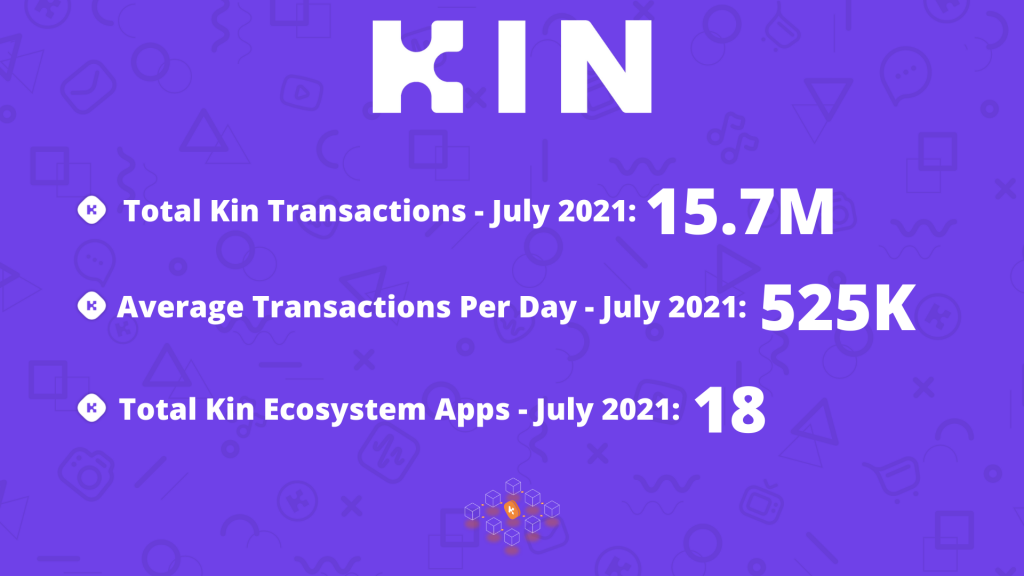 KIN
Total Kin Transactions - July 2021: 15.7M
Average Transactions Per Day - July 2021: 525K
Total Kin Ecosystem Apps - July 2021: 18